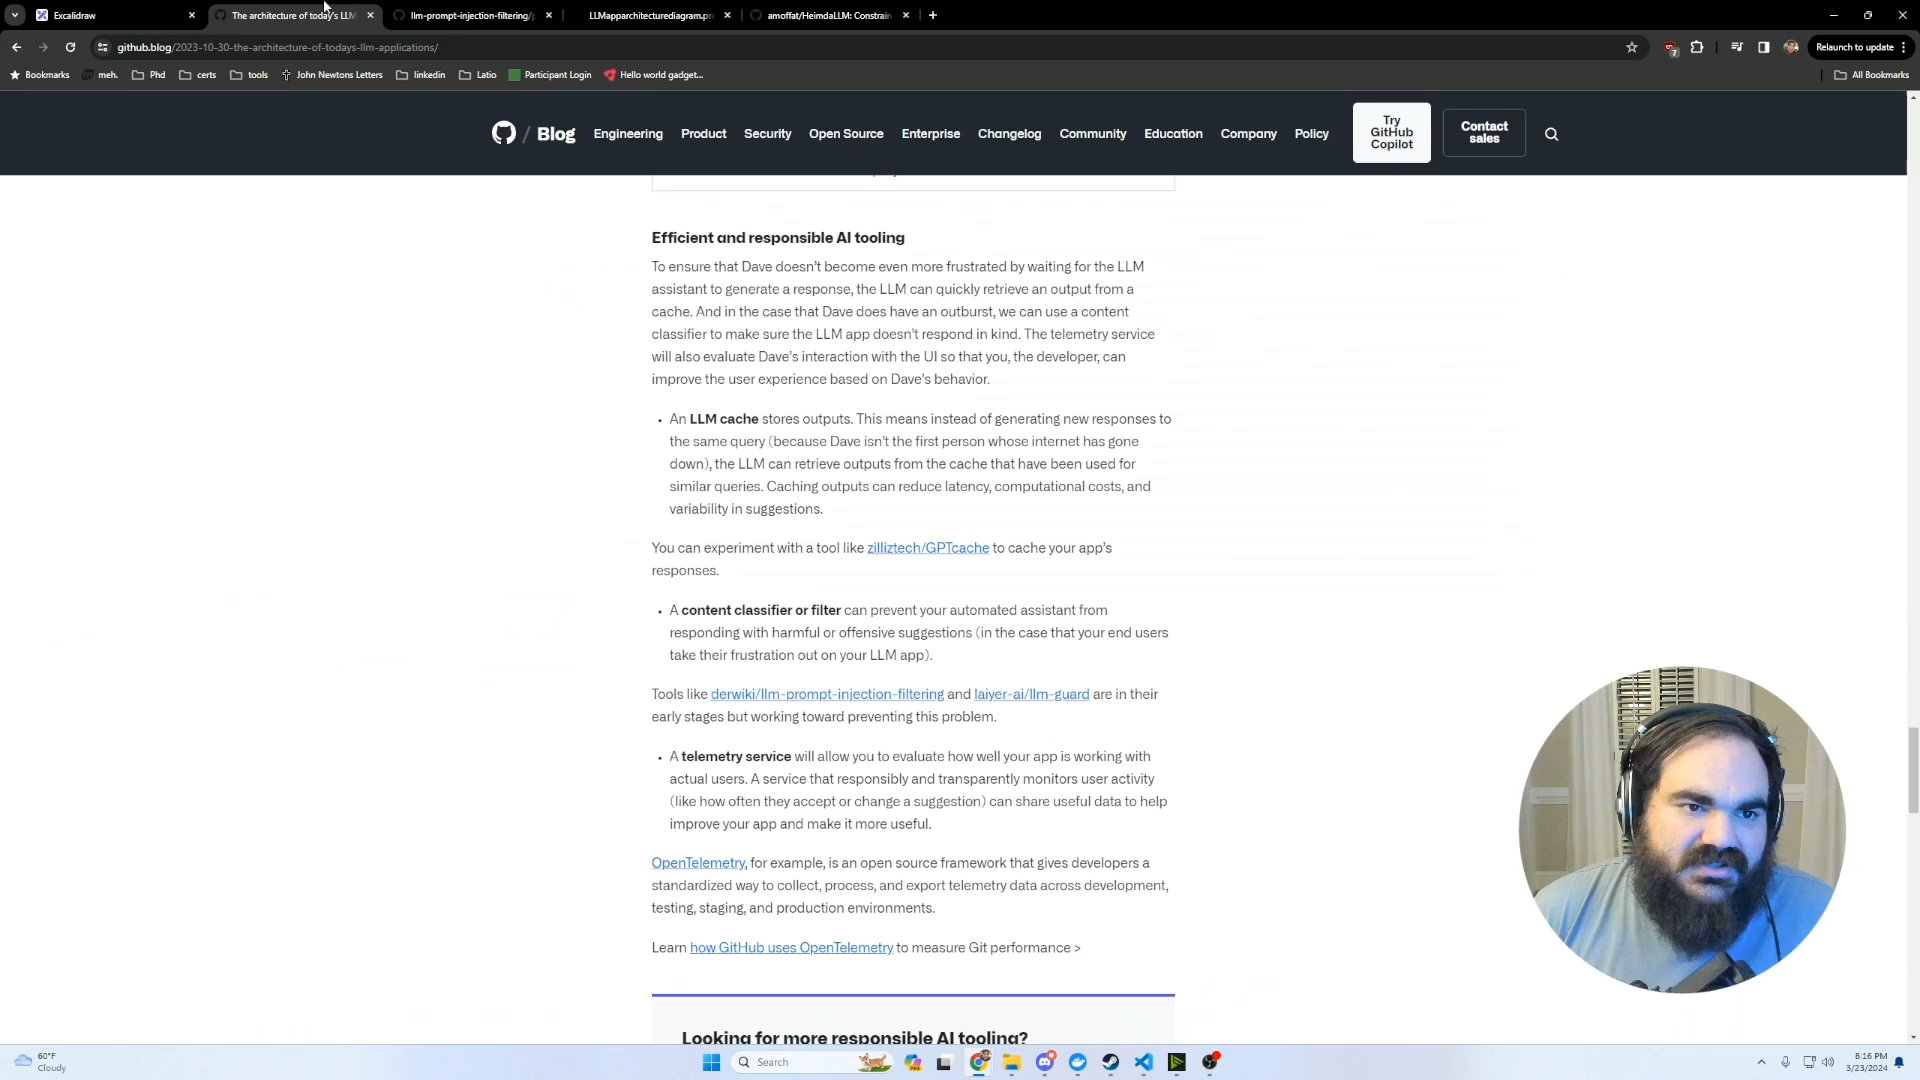 Excalidraw
The architecture of today's LLM
llm-prompt-injection-filtering/p
LLMapparchitecturediagram.pn
amoffat/HeimdaLLM: Constrain
github.blog/2023-10-30-the-architecture-of-todays-llm-applications/
7
Relaunch to update
Bookmarks
meh.
Phd
certs
tools
John Newtons Letters
linkedin
Latio
Participant Login
Hello world gadget...
All Bookmarks
/ Blog
Engineering
Product
Security
Open Source
Enterprise
Changelog
Community
Education
Company
Policy
Try
GitHub
Copilot
Contact
sales
Efficient and responsible AI tooling
To ensure that Dave doesn't become even more frustrated by waiting for the LLM
assistant to generate a response, the LLM can quickly retrieve an output from a
cache. And in the case that Dave does have an outburst, we can use a content
classifier to make sure the LLM app doesn't respond in kind. The telemetry service
will also evaluate Dave's interaction with the UI so that you, the developer, can
improve the user experience based on Dave's behavior.
• An LLM cache stores outputs. This means instead of generating new responses to
the same query (because Dave isn't the first person whose internet has gone
down), the LLM can retrieve outputs from the cache that have been used for
similar queries. Caching outputs can reduce latency, computational costs, and
variability in suggestions.
You can experiment with a tool like zilliztech/GPTcache to cache your app's
responses.
• A content classifier or filter can prevent your automated assistant from
responding with harmful or offensive suggestions (in the case that your end users
take their frustration out on your LLM app).
Tools like derwiki/llm-prompt-injection-filtering and laiyer-ai/llm-guard are in their
early stages but working toward preventing this problem.
• A telemetry service will allow you to evaluate how well your app is working with
actual users. A service that responsibly and transparently monitors user activity
(like how often they accept or change a suggestion) can share useful data to help
improve your app and make it more useful.
OpenTelemetry, for example, is an open source framework that gives developers a
standardized way to collect, process, and export telemetry data across development,
testing, staging, and production environments.
Learn how GitHub uses OpenTelemetry to measure Git performance >
Looking for more responsible AI tooling?
60°F
Cloudy
Search
8:16 PM
3/23/2024